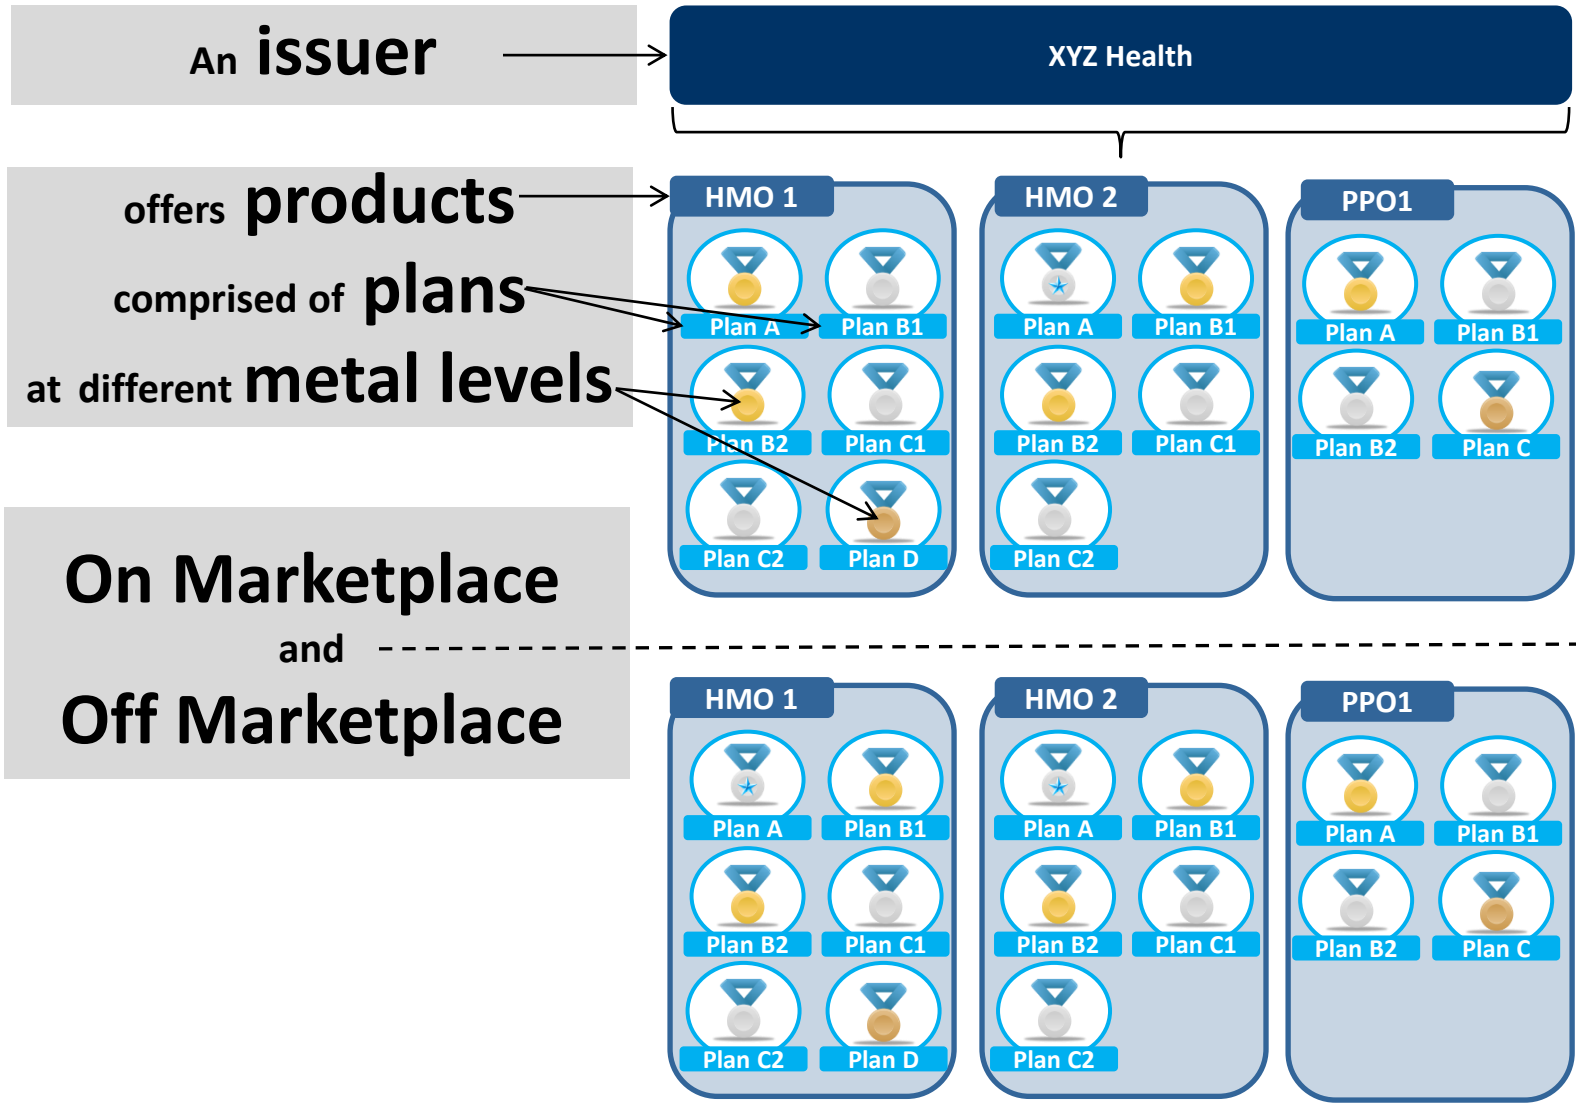 An issuer
XYZ Health
offers products
comprised of plans
at different metal levels
HMO 1
HMO 2
PPO1
Plan A
Plan B1
Plan A
Plan B1
Plan A
Plan B1
Plan B2
Plan C1
Plan B2
Plan C1
Plan B2
Plan C
Plan C2
Plan D
Plan C2
On Marketplace
and
Off Marketplace
HMO 1
HMO 2
PPO1
Plan A
Plan B1
Plan A
Plan B1
Plan A
Plan B1
Plan B2
Plan C1
Plan B2
Plan C1
Plan B2
Plan C
Plan C2
Plan D
Plan C2